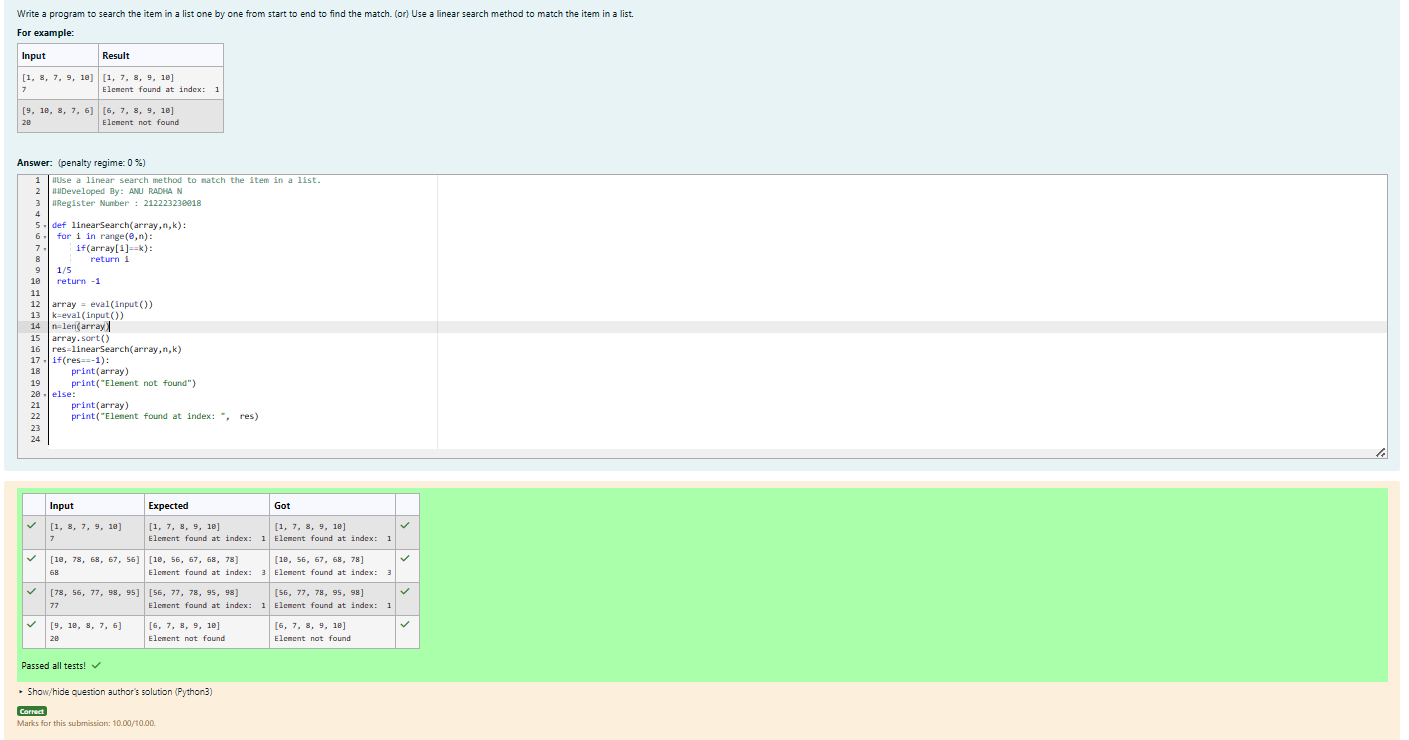 Write a program to search the item in a list one by one from start to end to find the match. (or) Use a linear search method to match the item in a list.
For example:
Input Result
[1, 8, 7, 9, 10] [1, 7, 8, 9, 10]
7 Element found at index:  1
[9, 10, 8, 7, 6] [6, 7, 8, 9, 10]
20 Element not found
Answer: (penalty regime: 0 %)
1 #Use a linear search method to match the item in a list.
2 ##Developed By: ANU RADHA N
3 #Register Number : 212223230018
4
5 def linearSearch(array,n,k):
6  for i in range(0,n):
7      if(array[i]==k):
8         return i
9  1/5
10  return -1
11
12 array = eval(input())
13 k=eval(input())
14 n=len(array)
15 array.sort()
16 res=linearSearch(array,n,k)
17 if(res==-1):
18     print(array)
19     print("Element not found")
20 else:
21     print(array)
22     print("Element found at index: ",  res)
23
24
Input Expected Got
[1, 8, 7, 9, 10] [1, 7, 8, 9, 10] [1, 7, 8, 9, 10]
7 Element found at index:  1 Element found at index:  1
[10, 78, 68, 67, 56] [10, 56, 67, 68, 78] [10, 56, 67, 68, 78]
68 Element found at index:  3 Element found at index:  3
[78, 56, 77, 98, 95] [56, 77, 78, 95, 98] [56, 77, 78, 95, 98]
77 Element found at index:  1 Element found at index:  1
[9, 10, 8, 7, 6] [6, 7, 8, 9, 10] [6, 7, 8, 9, 10]
20 Element not found Element not found
Passed all tests!
Show/hide question author's solution (Python3)
Correct
Marks for this submission: 10.00/10.00.